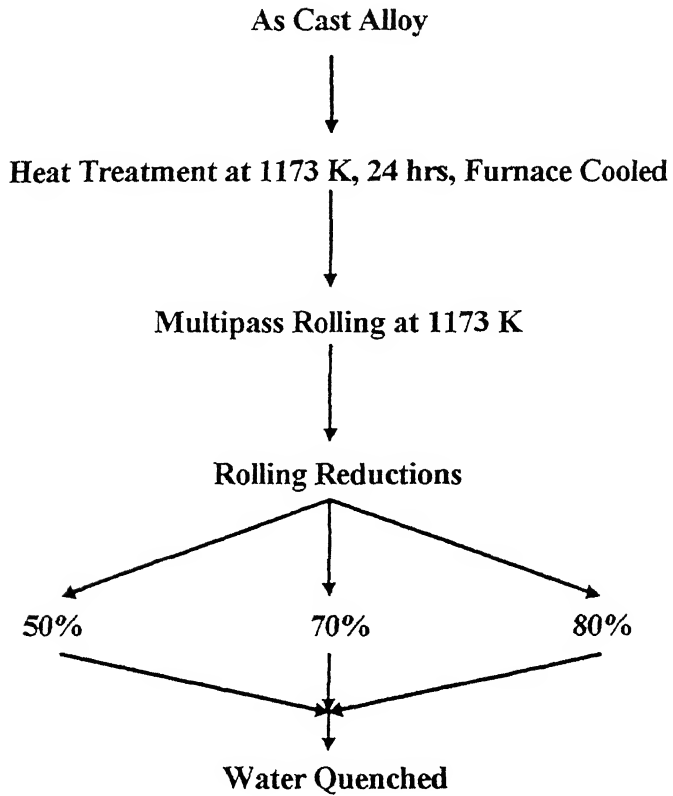 As Cast Alloy
Heat Treatment at 1173 K, 24 hrs, Furnace Cooled
Multipass Rolling at 1173 K
Rolling Reductions
50% 70% 80%
Water Quenched